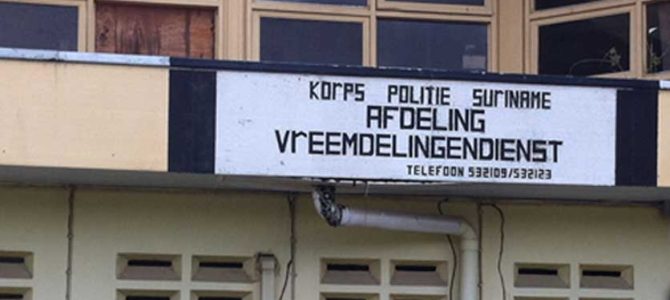 Korps Politie Suriname
Afdeling
Vreemdelingendienst
Telefoon 532109/532123